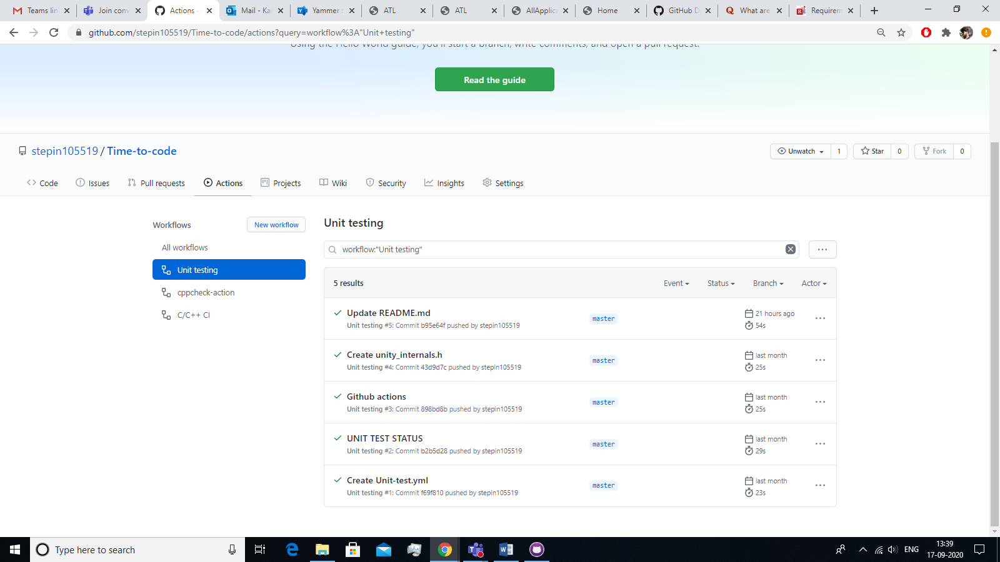 Teams lin
Join conv
Actions ·
Mail - Kal
Yammer :
ATL
ATL
AllApplic
Home
GitHub D
What are
Requirem
github.com/stepin105519/Time-to-code/actions?query=workflow%3A"Unit+testing"
Using the Hello World guide, you'll start a branch, write comments, and open a pull request.
Read the guide
stepin105519 / Time-to-code
Unwatch 1
Star 0
Fork 0
Code
Issues
Pull requests
Actions
Projects
Wiki
Security
Insights
Settings
Workflows
New workflow
All workflows
Unit testing
cppcheck-action
C/C++ CI
Unit testing
workflow:"Unit testing"
5 results
Event
Status
Branch
Actor
Update README.md
Unit testing #5: Commit b95e64f pushed by stepin105519
master
21 hours ago
54s
Create unity_internals.h
Unit testing #4: Commit 43d9d7c pushed by stepin105519
master
last month
25s
Github actions
Unit testing #3: Commit 898bd8b pushed by stepin105519
master
last month
25s
UNIT TEST STATUS
Unit testing #2: Commit b2b5d28 pushed by stepin105519
master
last month
29s
Create Unit-test.yml
Unit testing #1: Commit f69f810 pushed by stepin105519
master
last month
23s
Type here to search
ENG
13:39
17-09-2020